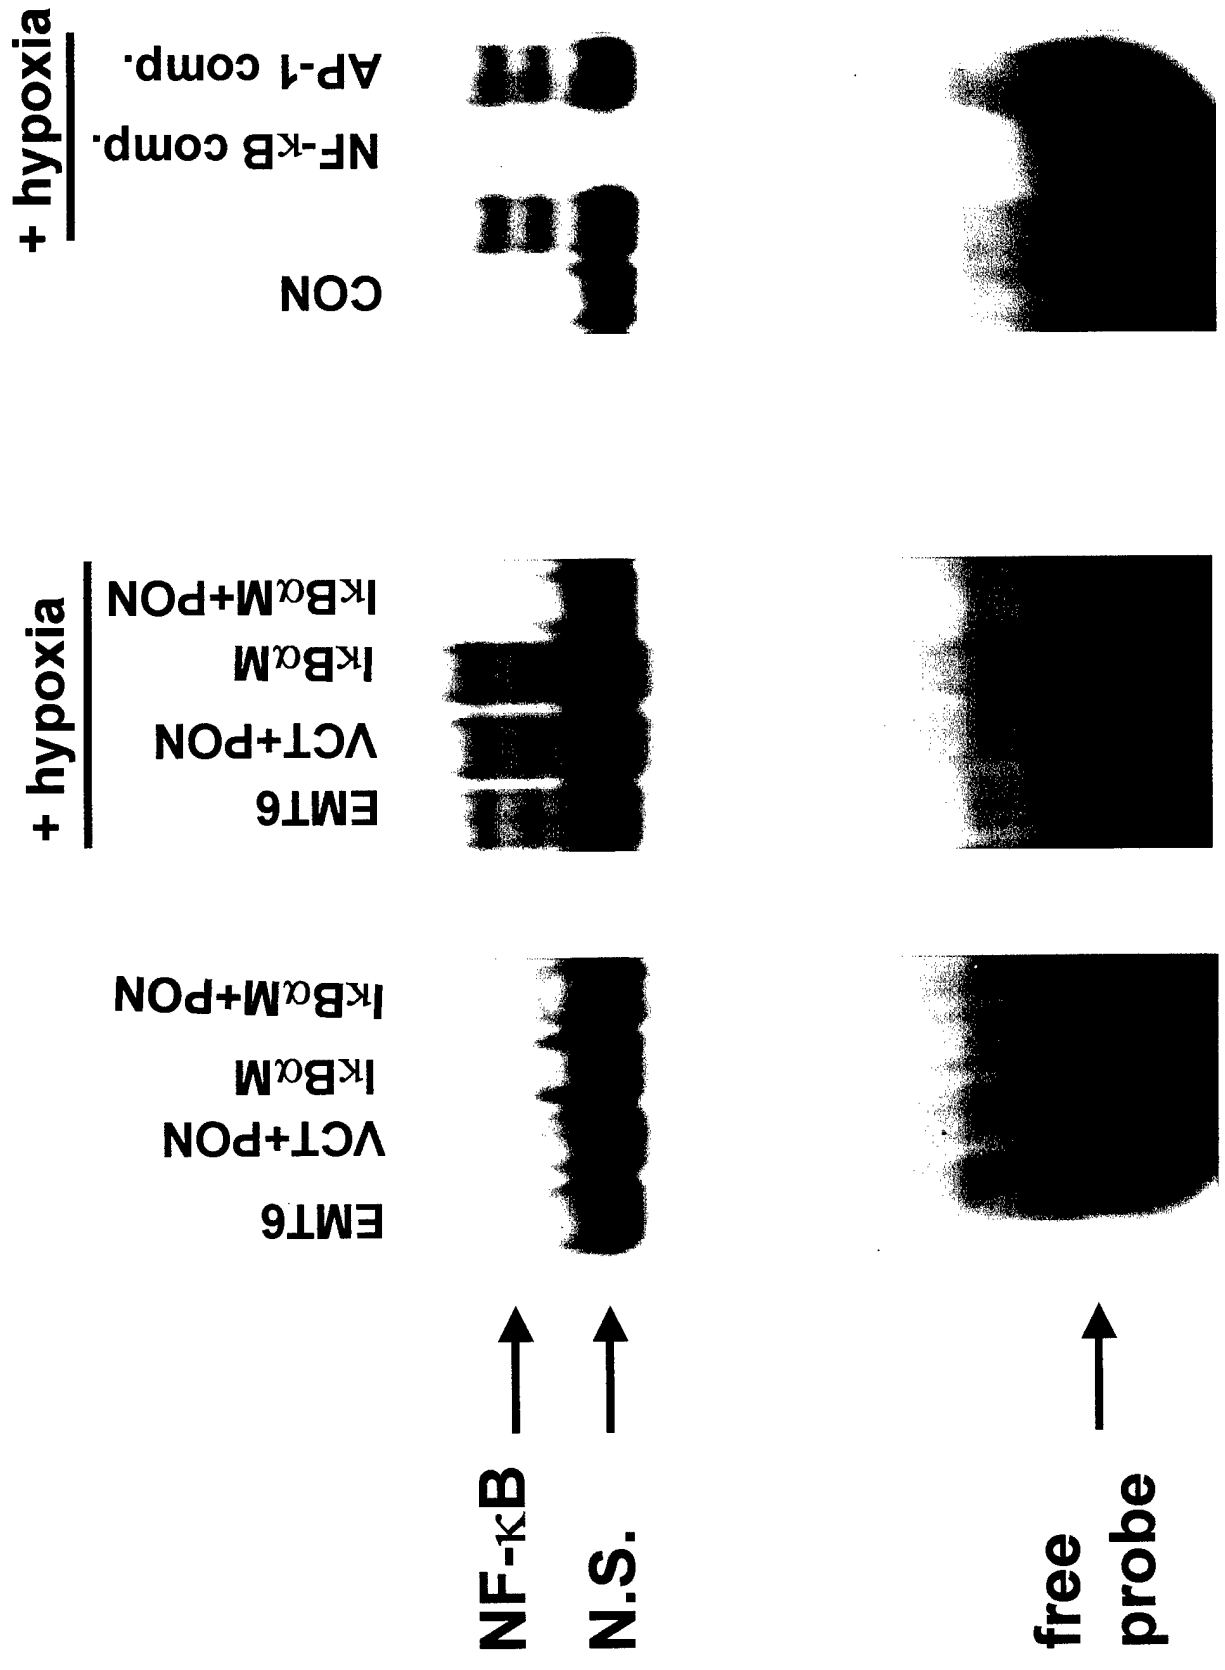 + hypoxia
+ hypoxia
EMT6
VCT+PON
IκBαM
IκBαM+PON
EMT6
VCT+PON
IκBαM
IκBαM+PON
CON
NF-κB comp.
AP-1 comp.
NF-κB
N.S.
free
probe